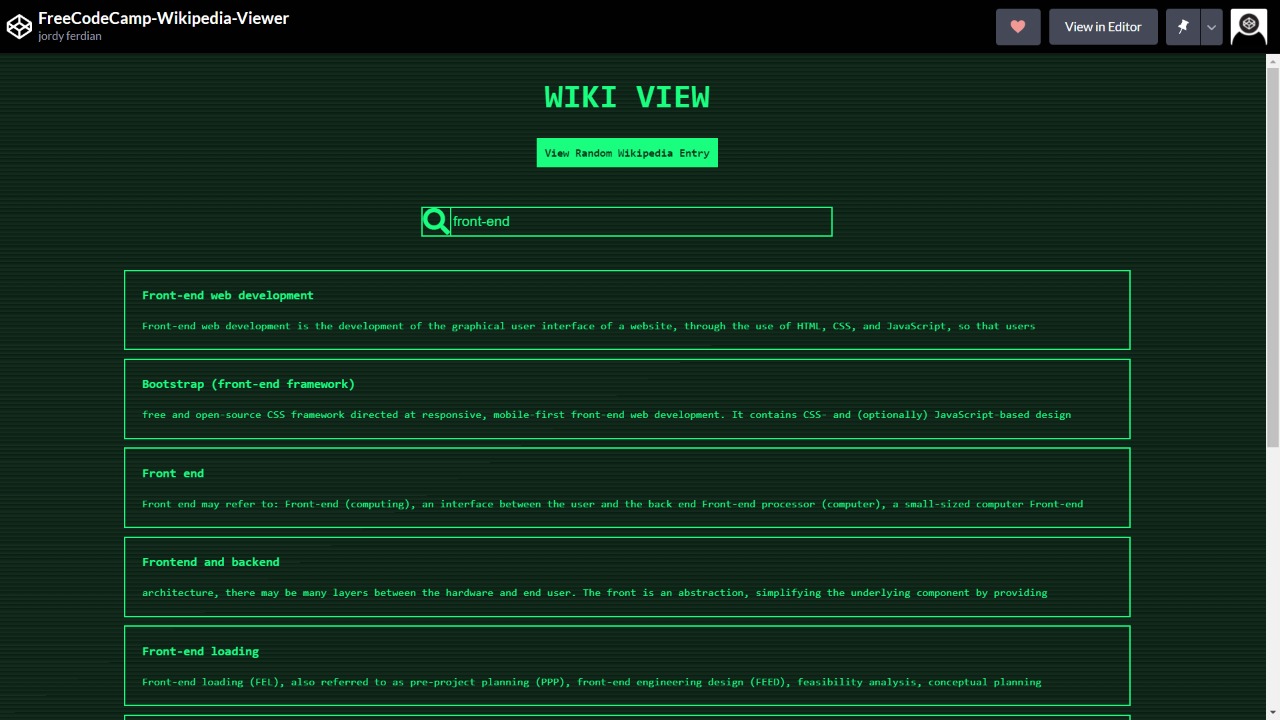 FreeCodeCamp-Wikipedia-Viewer
jordy ferdian
View in Editor
WIKI VIEW
View Random Wikipedia Entry
front-end
Front-end web development
Front-end web development is the development of the graphical user interface of a website, through the use of HTML, CSS, and JavaScript, so that users
Bootstrap (front-end framework)
free and open-source CSS framework directed at responsive, mobile-first front-end web development. It contains CSS- and (optionally) JavaScript-based design
Front end
Front end may refer to: Front-end (computing), an interface between the user and the back end Front-end processor (computer), a small-sized computer Front-end
Frontend and backend
architecture, there may be many layers between the hardware and end user. The front is an abstraction, simplifying the underlying component by providing
Front-end loading
Front-end loading (FEL), also referred to as pre-project planning (PPP), front-end engineering design (FEED), feasibility analysis, conceptual planning